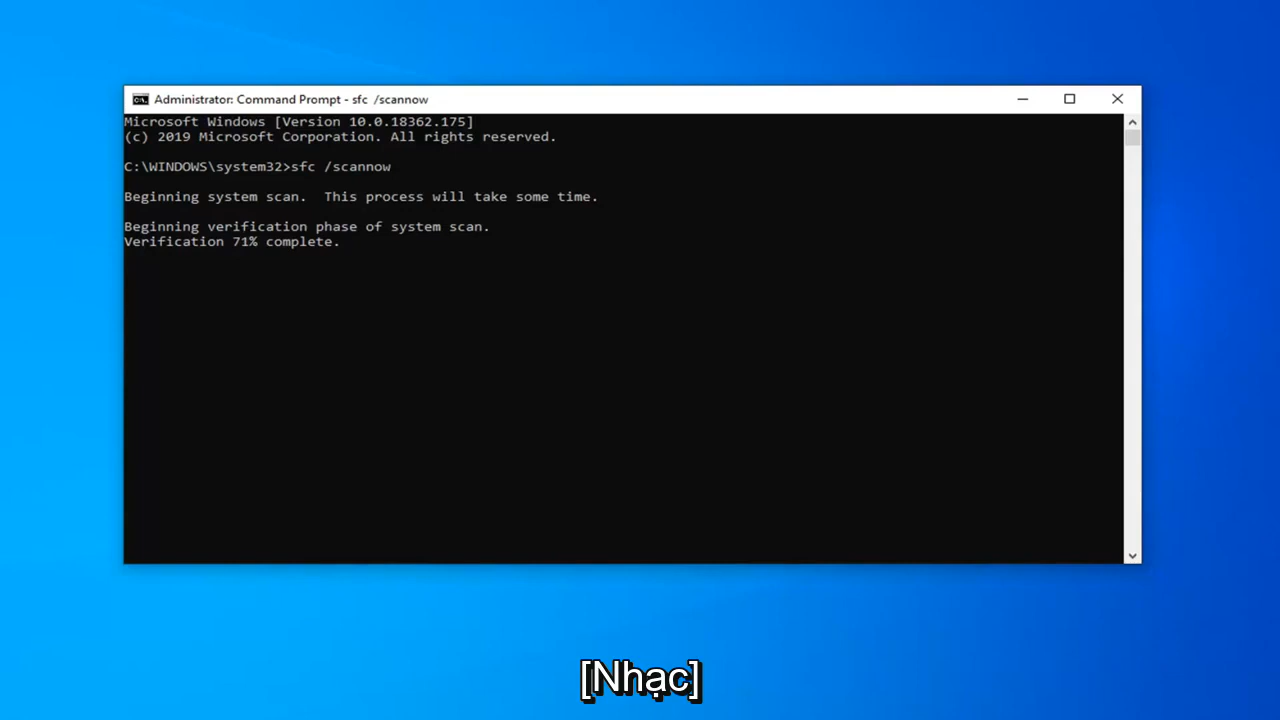 Administrator: Command Prompt - sfc  /scannow
Microsoft Windows [Version 10.0.18362.175]
(c) 2019 Microsoft Corporation. All rights reserved.
C:\WINDOWS\system32>sfc /scannow
Beginning system scan.  This process will take some time.
Beginning verification phase of system scan.
Verification 71% complete.
[Nhạc]